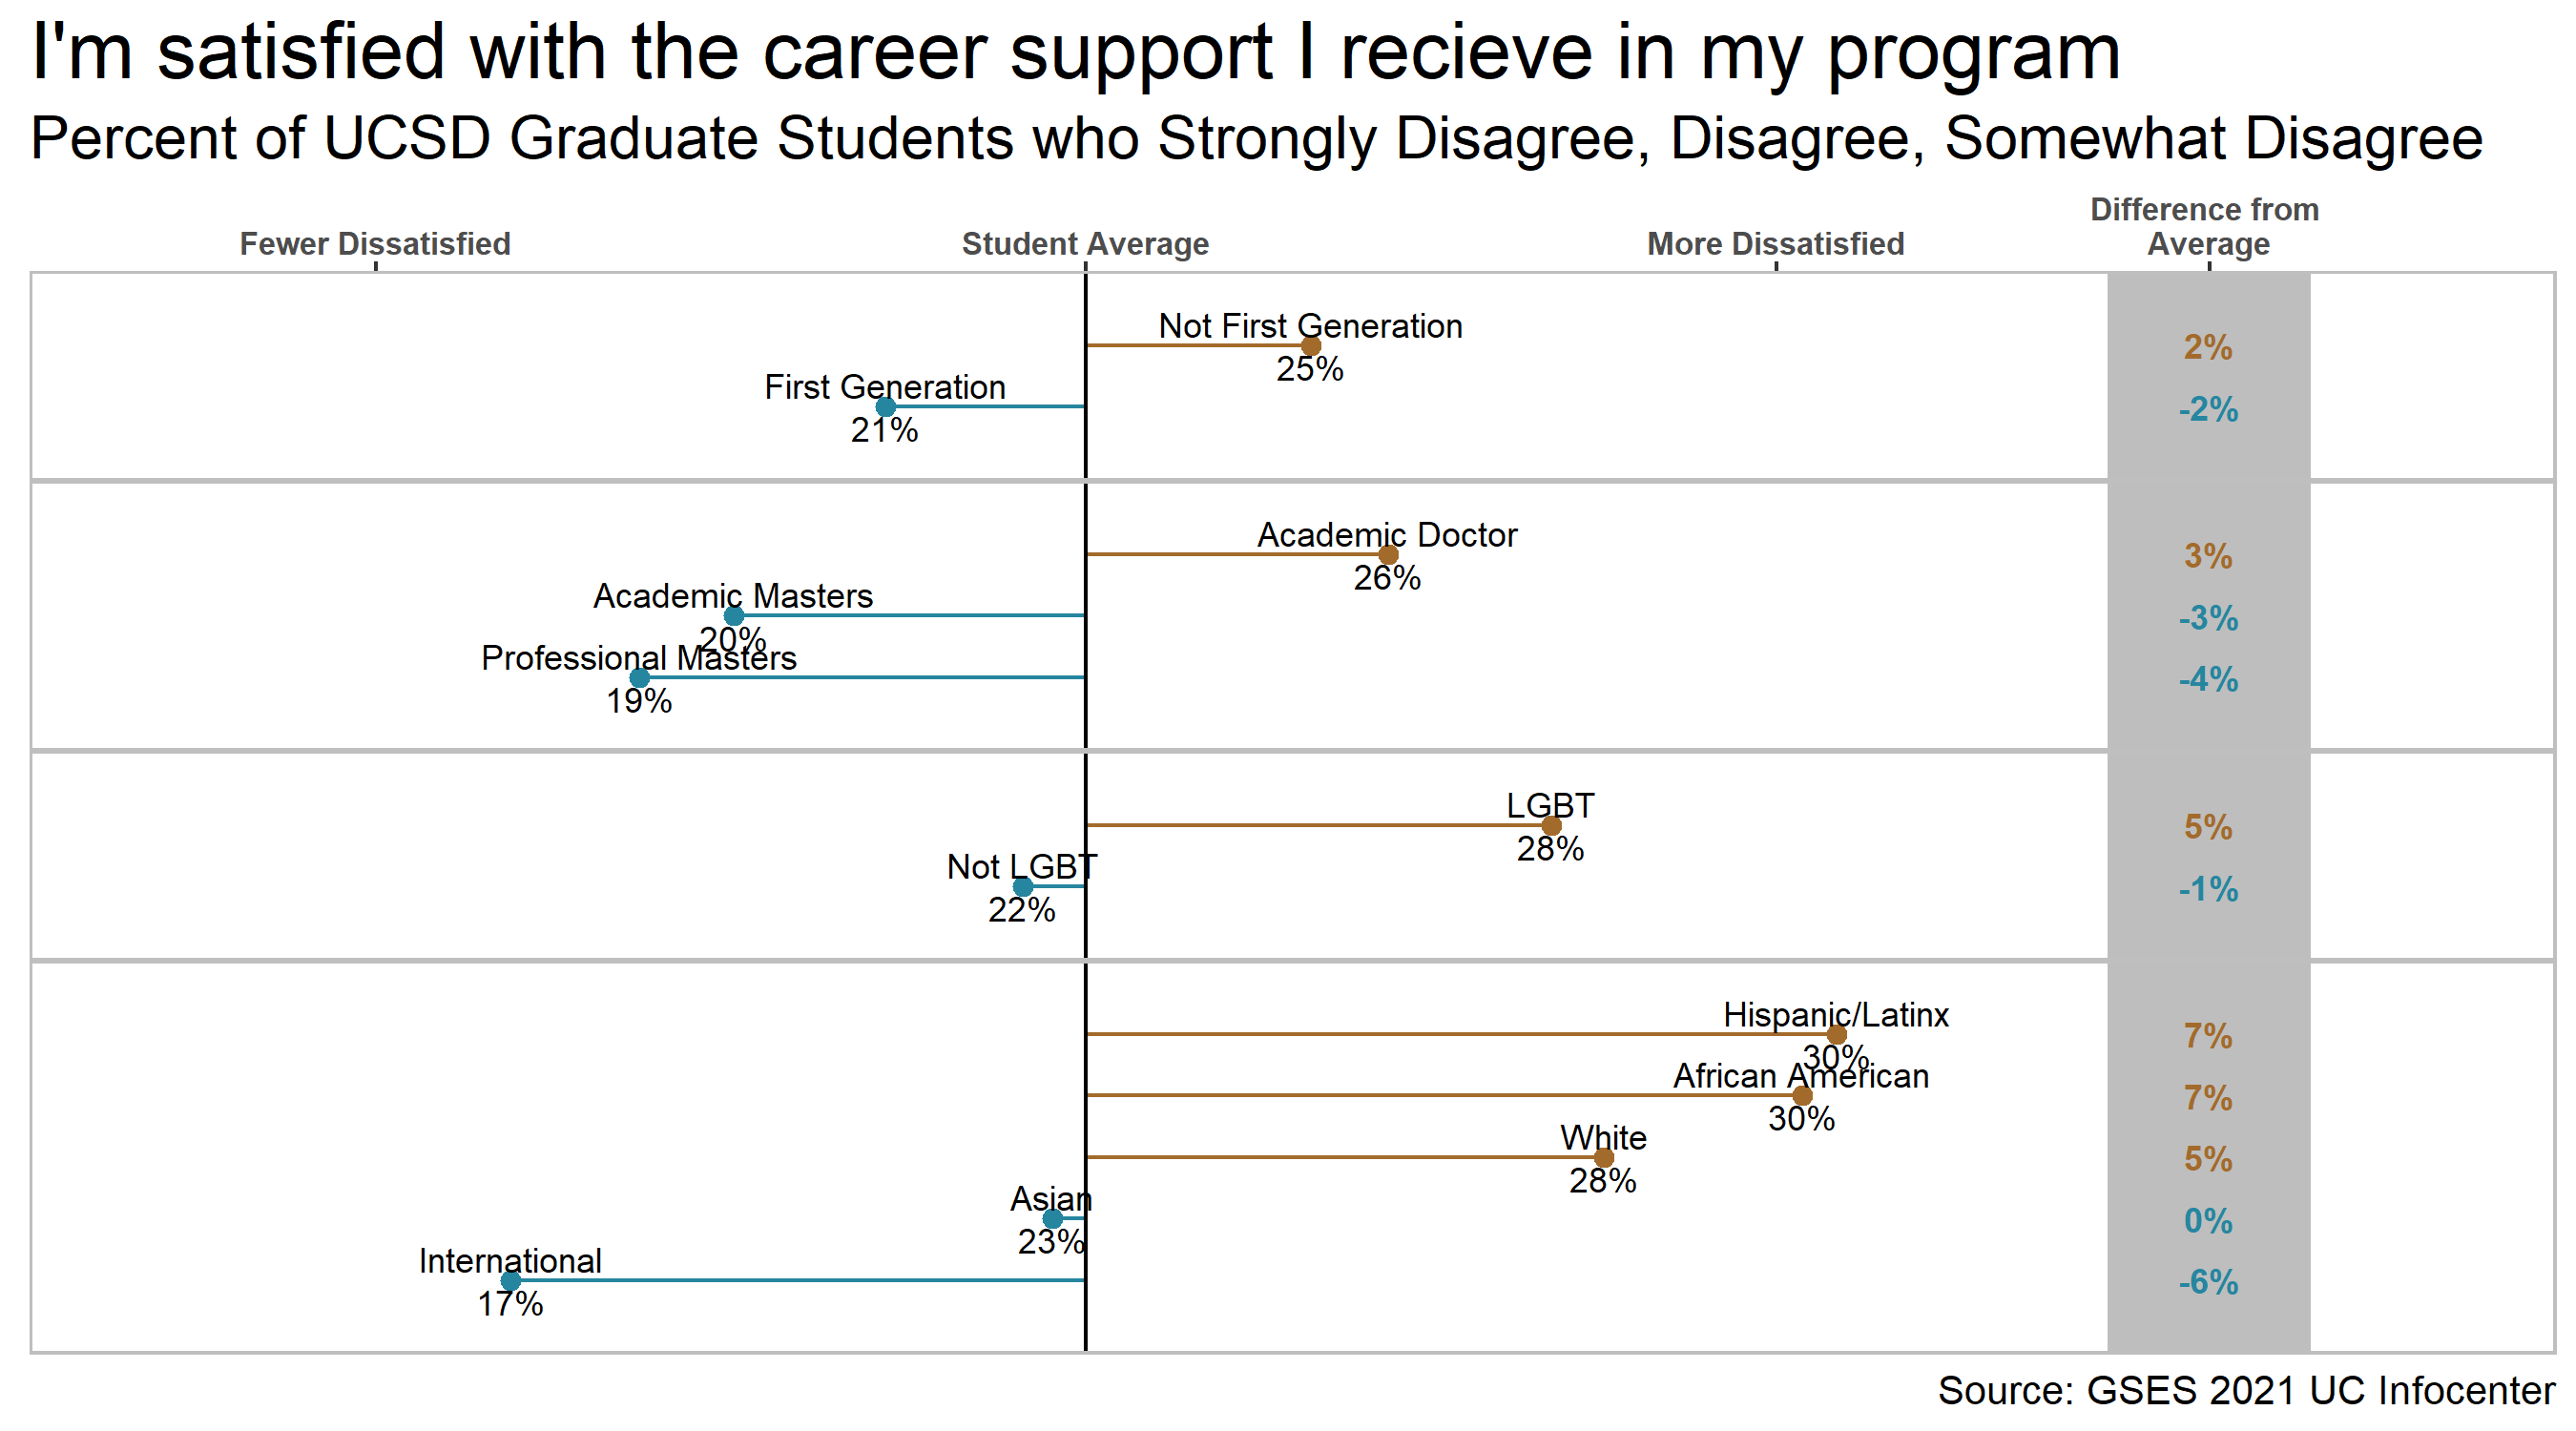 I'm satisfied with the career support I recieve in my program
Percent of UCSD Graduate Students who Strongly Disagree, Disagree, Somewhat Disagree
Difference from
Fewer Dissatisfied Student Average More Dissatisfied Average
Not First Generation
25%
2%
First Generation
21%
-2%
Academic Doctor
26%
3%
Academic Masters
20%
-3%
Professional Masters
19%
-4%
LGBT
28%
5%
Not LGBT
22%
-1%
Hispanic/Latinx
30%
7%
African American
30%
7%
White
28%
5%
Asian
23%
0%
International
17%
-6%
Source: GSES 2021 UC Infocenter